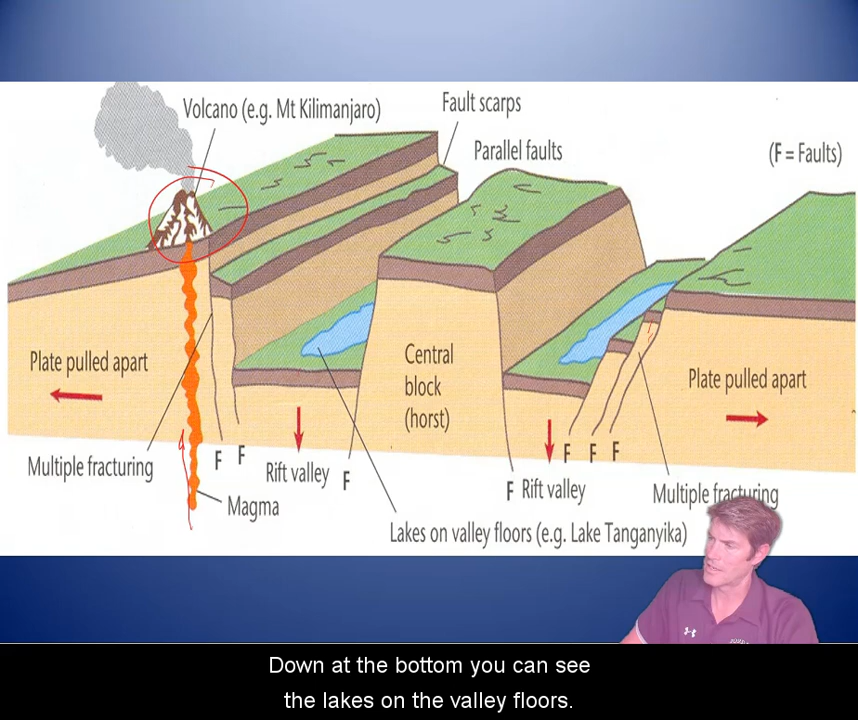 Volcano (e.g. Mt Kilimanjaro)
Fault scarps
Parallel faults
(F = Faults)
Plate pulled apart
Central
block
(horst)
Plate pulled apart
Multiple fracturing
F
F
Rift valley
F
Magma
F
F
F
F
Rift valley
Multiple fracturing
Lakes on valley floors (e.g. Lake Tanganyika)
Down at the bottom you can see
the lakes on the valley floors.